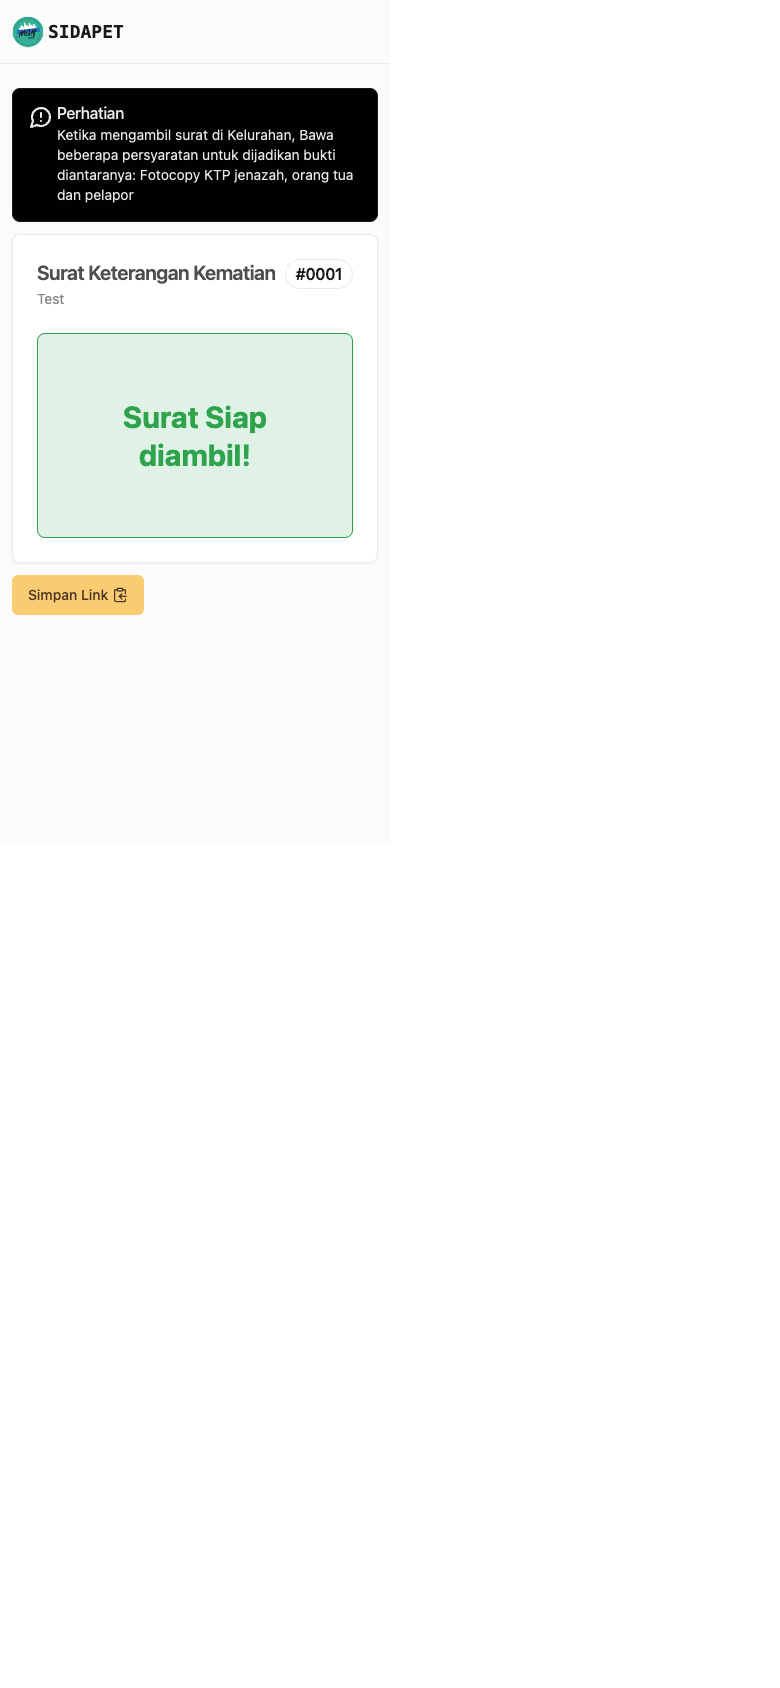 SIDAPET
Perhatian
Ketika mengambil surat di Kelurahan, Bawa
beberapa persyaratan untuk dijadikan bukti
diantaranya: Fotocopy KTP jenazah, orang tua
dan pelapor
Surat Keterangan Kematian #0001
Test
Surat Siap
diambil!
Simpan Link